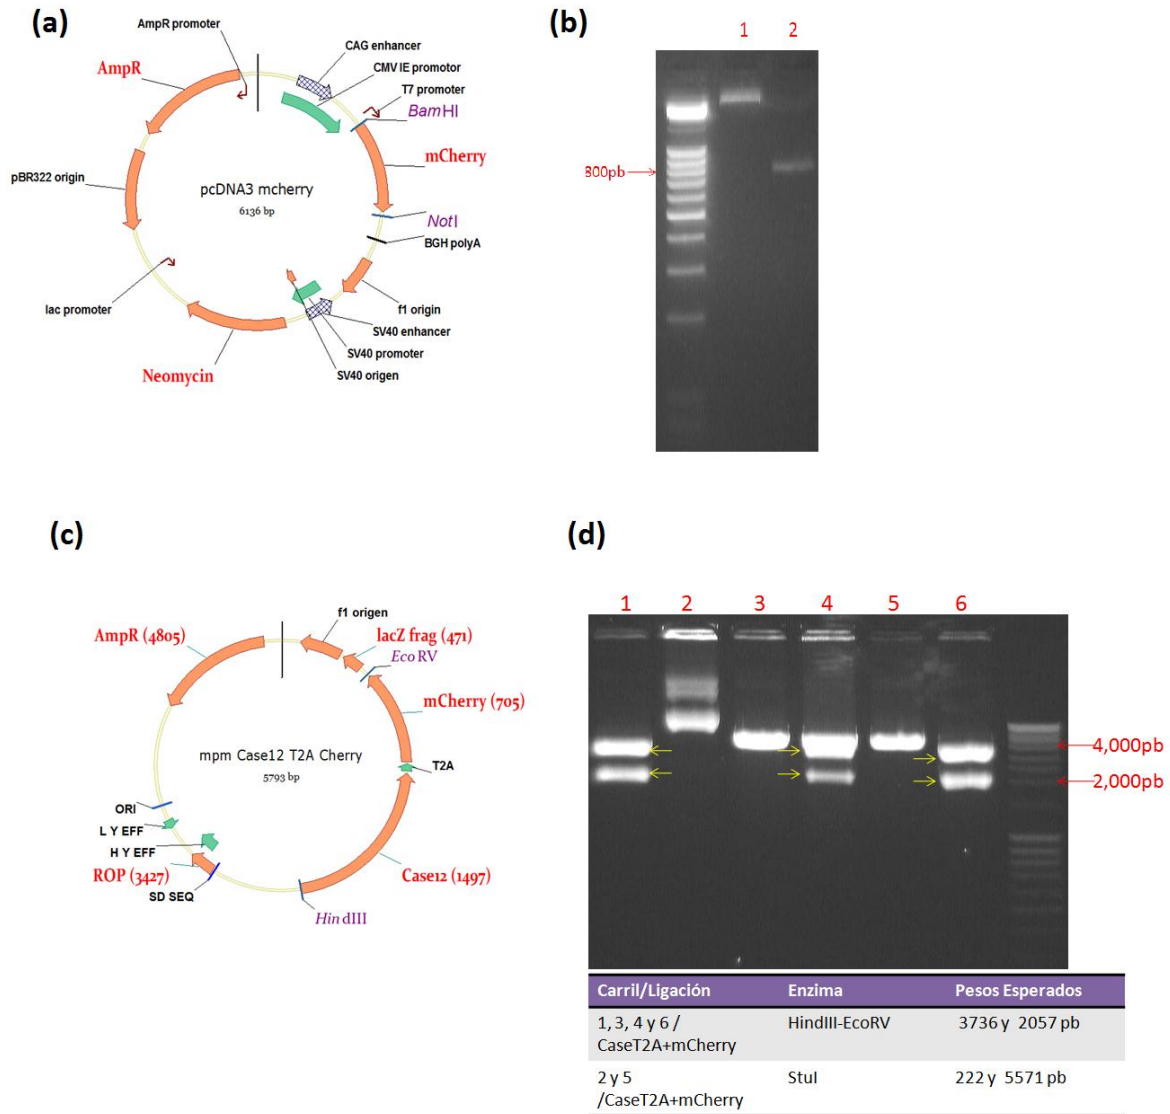 (a)
AmpR promoter
CAG enhancer
CMV IE promotor
T7 promoter
BamHI
AmpR
mCherry
pBR322 origin
pcDNA3 mcherry
6136 bp
NotI
BGH polyA
lac promoter
f1 origin
SV40 enhancer
SV40 promoter
SV40 origen
Neomycin
(b)
1 2
800pb
(c)
f1 origen
AmpR (4805)
lacZ frag (471)
EcoRV
mCherry (705)
mpm Case12 T2A Cherry
5793 bp
T2A
ORI
L Y EFF
H Y EFF
ROP (3427)
SD SEQ
Case12 (1497)
HindIII
(d)
1 2 3 4 5 6
4,000pb
2,000pb
Carril/Ligación Enzima Pesos Esperados
1, 3, 4 y 6 / HindIII-EcoRV 3736 y 2057 pb
CaseT2A+mCherry
2 y 5 StuI 222 y 5571 pb
/CaseT2A+mCherry